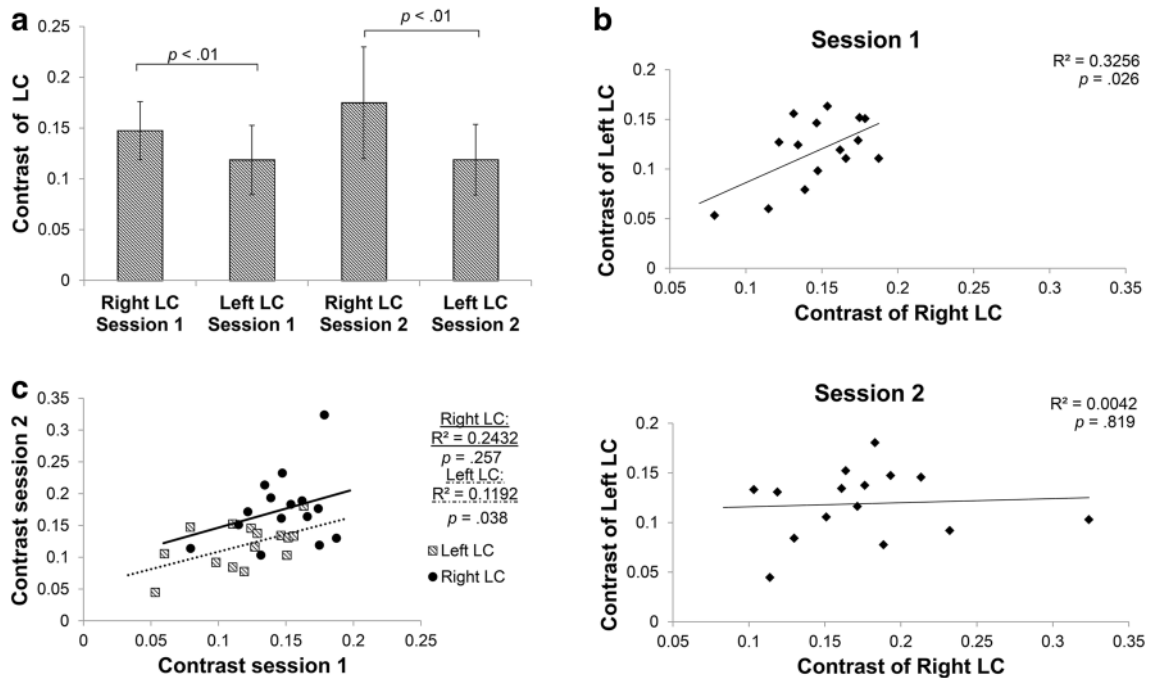 a
0.25
0.2
0.15
0.1
0.05
0
Contrast of LC
p < .01
p < .01
Right LC
Session 1
Left LC
Session 1
Right LC
Session 2
Left LC
Session 2
b
Session 1
R² = 0.3256
p = .026
0.2
0.15
0.1
0.05
0
Contrast of Left LC
0.05 0.1 0.15 0.2 0.25 0.3 0.35
Contrast of Right LC
c
0.35
0.3
0.25
0.2
0.15
0.1
0.05
0
Contrast session 2
Right LC:
R² = 0.2432
p = .257
Left LC:
R² = 0.1192
p = .038
Left LC
Right LC
0 0.05 0.1 0.15 0.2 0.25
Contrast session 1
Session 2
R² = 0.0042
p = .819
0.2
0.15
0.1
0.05
0
Contrast of Left LC
0.05 0.1 0.15 0.2 0.25 0.3 0.35
Contrast of Right LC